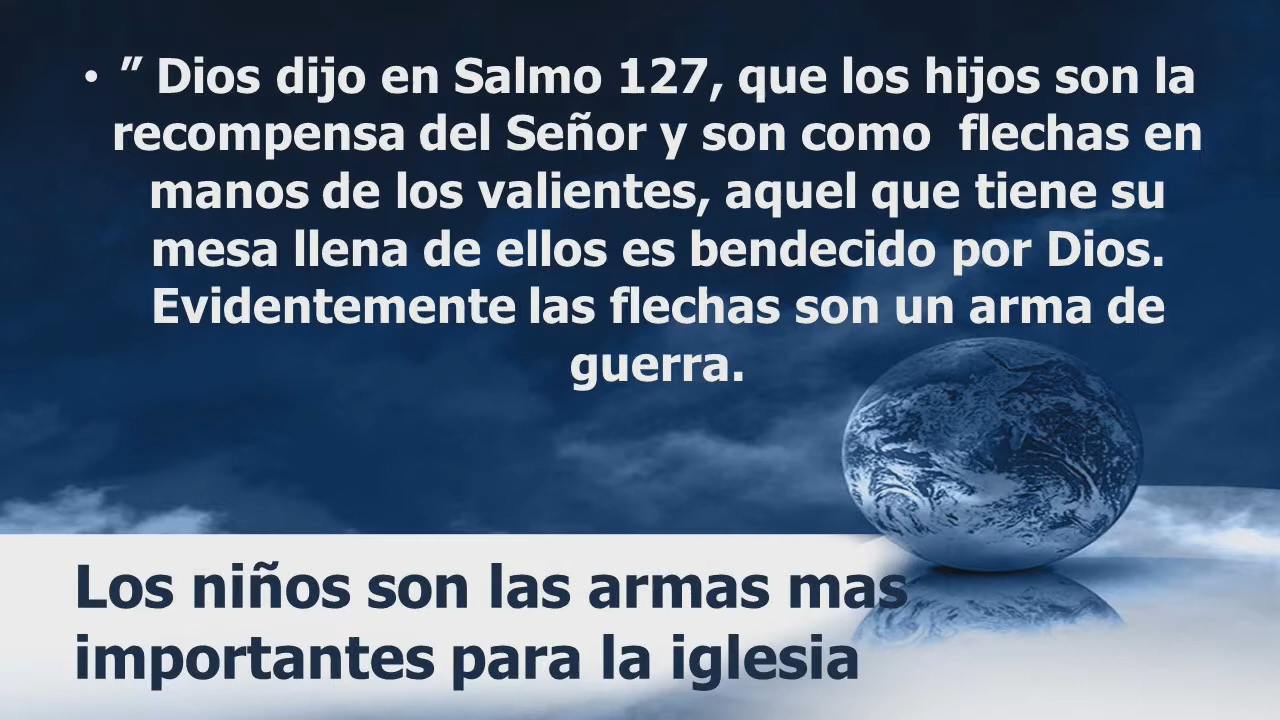 • ” Dios dijo en Salmo 127, que los hijos son la
recompensa del Señor y son como  flechas en
manos de los valientes, aquel que tiene su
mesa llena de ellos es bendecido por Dios.
Evidentemente las flechas son un arma de
guerra.
Los niños son las armas mas
importantes para la iglesia